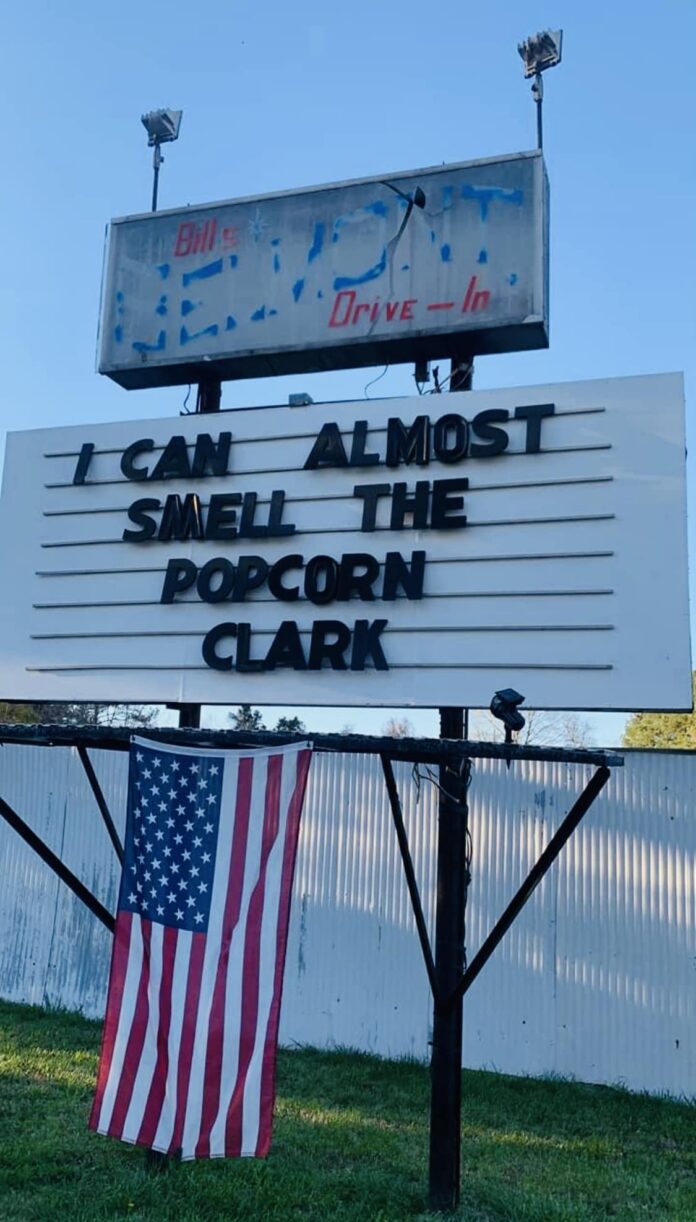 Bill's
Drive-In
I CAN ALMOST
SMELL THE
POPCORN
CLARK